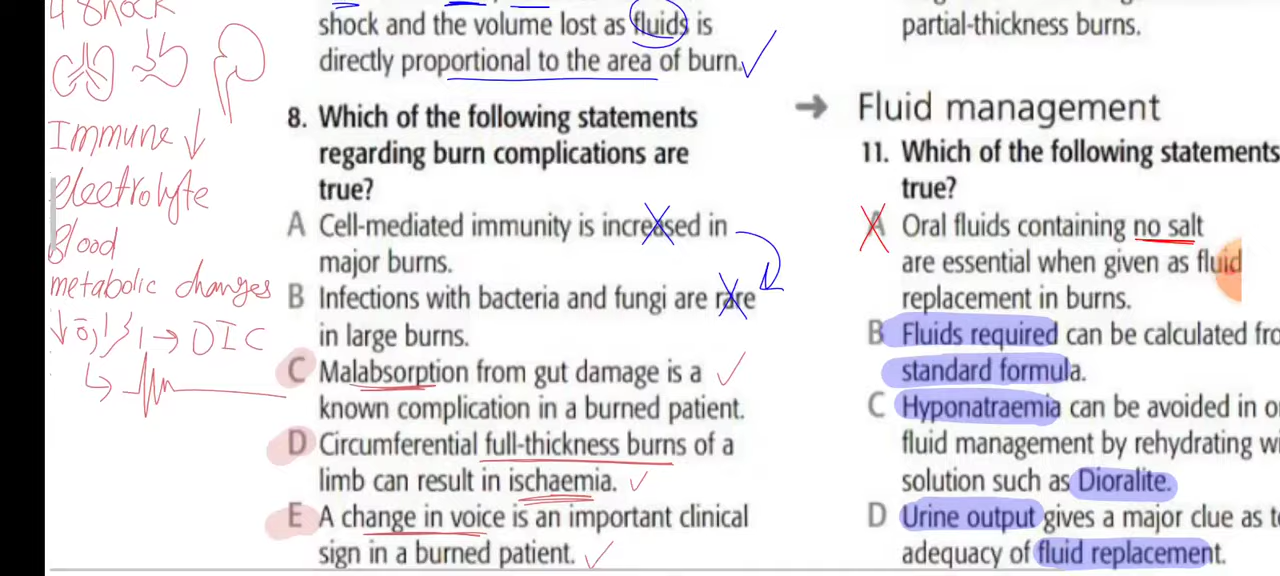 4 Shock
Immune ↓
electrolyte
Blood
metabolic changes
→ DIC
shock and the volume lost as fluids is
directly proportional to the area of burn.
8. Which of the following statements
regarding burn complications are
true?
A Cell-mediated immunity is increased in
major burns.
B Infections with bacteria and fungi are rare
in large burns.
C Malabsorption from gut damage is a
known complication in a burned patient.
D Circumferential full-thickness burns of a
limb can result in ischaemia.
E A change in voice is an important clinical
sign in a burned patient.
partial-thickness burns.
→ Fluid management
11. Which of the following statements
true?
A Oral fluids containing no salt
are essential when given as fluid
replacement in burns.
B Fluids required can be calculated fro
standard formula.
C Hyponatraemia can be avoided in o
fluid management by rehydrating wi
solution such as Dioralite.
D Urine output gives a major clue as t
adequacy of fluid replacement.